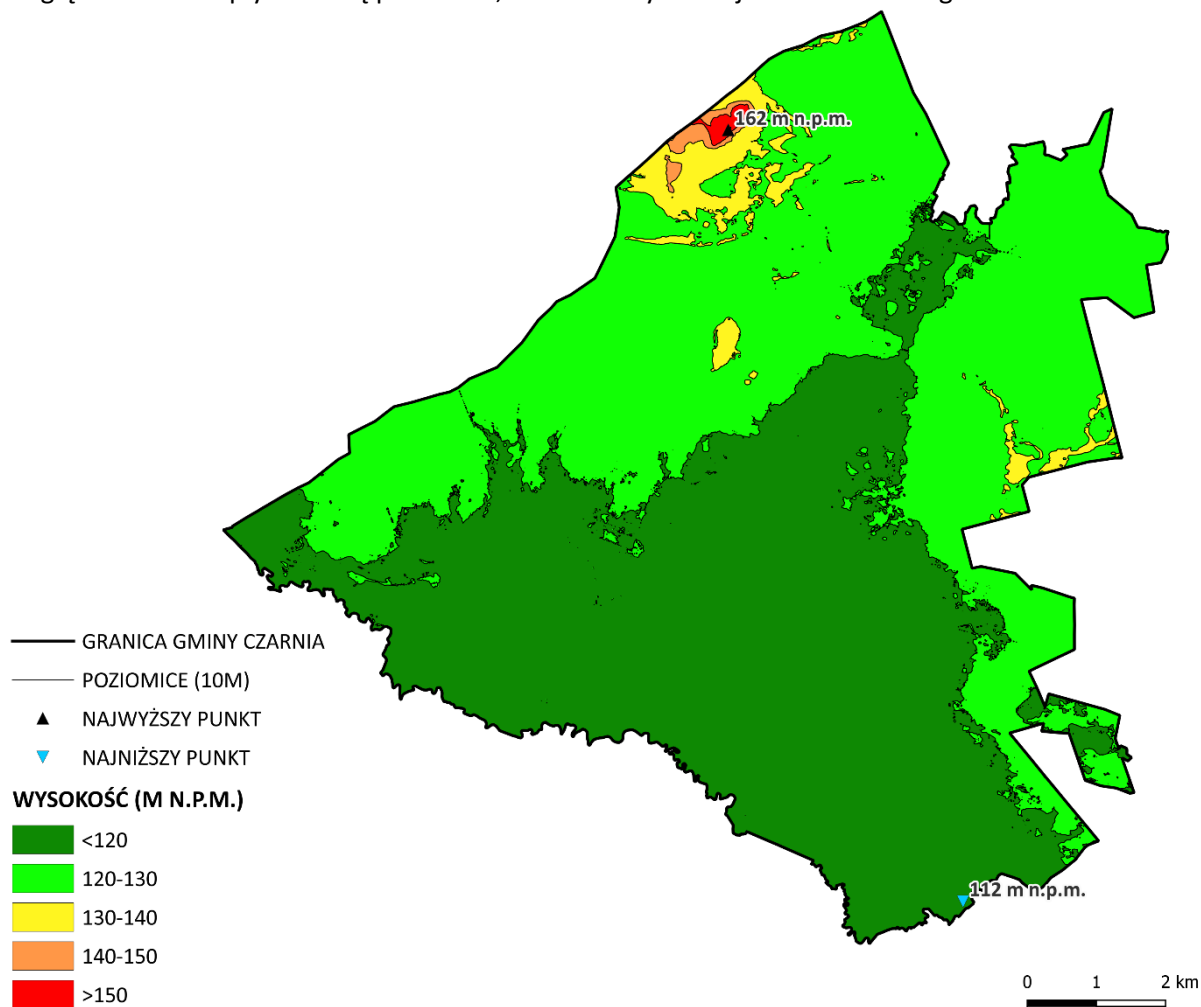 162 m n.p.m.
GRANICA GMINY CZARNIA
POZIOMICE (10M)
NAJWYŻSZY PUNKT
NAJNIŻSZY PUNKT
WYSOKOŚĆ (M N.P.M.)
<120
120-130
130-140
140-150
>150
112 m n.p.m.
0 1 2 km